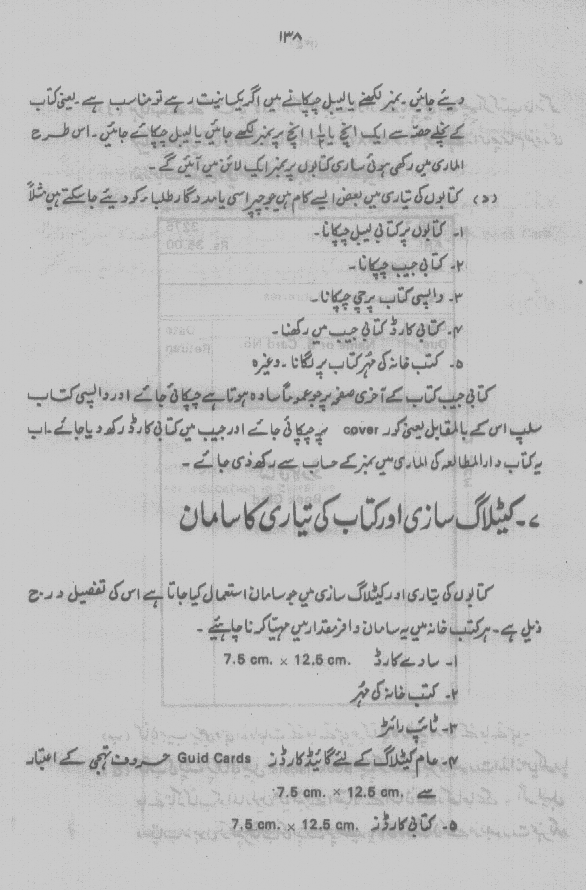 ۱۳۸
دیئے جائیں۔ نمبر لکھنے یا لیبل چپکانے میں اگر یکسانیت رہے تو مناسب ہے۔ یعنی کتاب
کے نچلے حصّہ سے ایک انچ یا ۱½ انچ پر نمبر لکھے جائیں یا لیبل چپکائے جائیں۔ اس طرح
الماری میں رکھی ہوئی ساری کتابوں پر نمبر ایک لائن میں آئیں گے۔
کتابوں کی تیاری میں بعض ایسے کام ہیں جو چپراسی یا مددگار طلباء کو دیئے جا سکتے ہیں مثلاً
۱۔ کتابوں پر کتابی لیبل چپکانا۔
۲۔ کتابی جیب چپکانا۔
۳۔ واپسی کتاب پرچی چپکانا۔
۴۔ کتابی کارڈ کتابی جیب میں رکھنا۔
۵۔ کتب خانہ کی مُہر کتاب پر لگانا۔ وغیرہ
کتابی جیب کتاب کے آخری صفحہ پر جو عموماً سادہ ہوتا ہے چپکائی جائے اور واپسی کتاب
سلپ اس کے بالمقابل یعنی کور cover پر چپکائی جائے اور جیب میں کتابی کارڈ رکھ دیا جائے۔ اب
یہ کتاب دارالمطالعہ کی الماری میں نمبر کے حساب سے رکھ دی جائے۔
۷۔ کیٹلاگ سازی اور کتاب کی تیاری کا سامان
کتابوں کی تیاری اور کیٹلاگ سازی میں جو سامان استعمال کیا جاتا ہے اس کی تفصیل درج
ذیل ہے۔ ہر کتب خانہ میں یہ سامان وافر مقدار میں مہیّا کرنا چاہیئے۔
۱۔ سادے کارڈ 7.5 cm. × 12.5 cm.
۲۔ کتب خانہ کی مُہر
۳۔ ٹائپ رائٹر
۴۔ عام کیٹلاگ کے لئے گائیڈ کارڈز Guid Cards حروف تہجی کے اعتبار
سے 7.5 cm. × 12.5 cm.
۵۔ کتابی کارڈز 7.5 cm. × 12.5 cm.